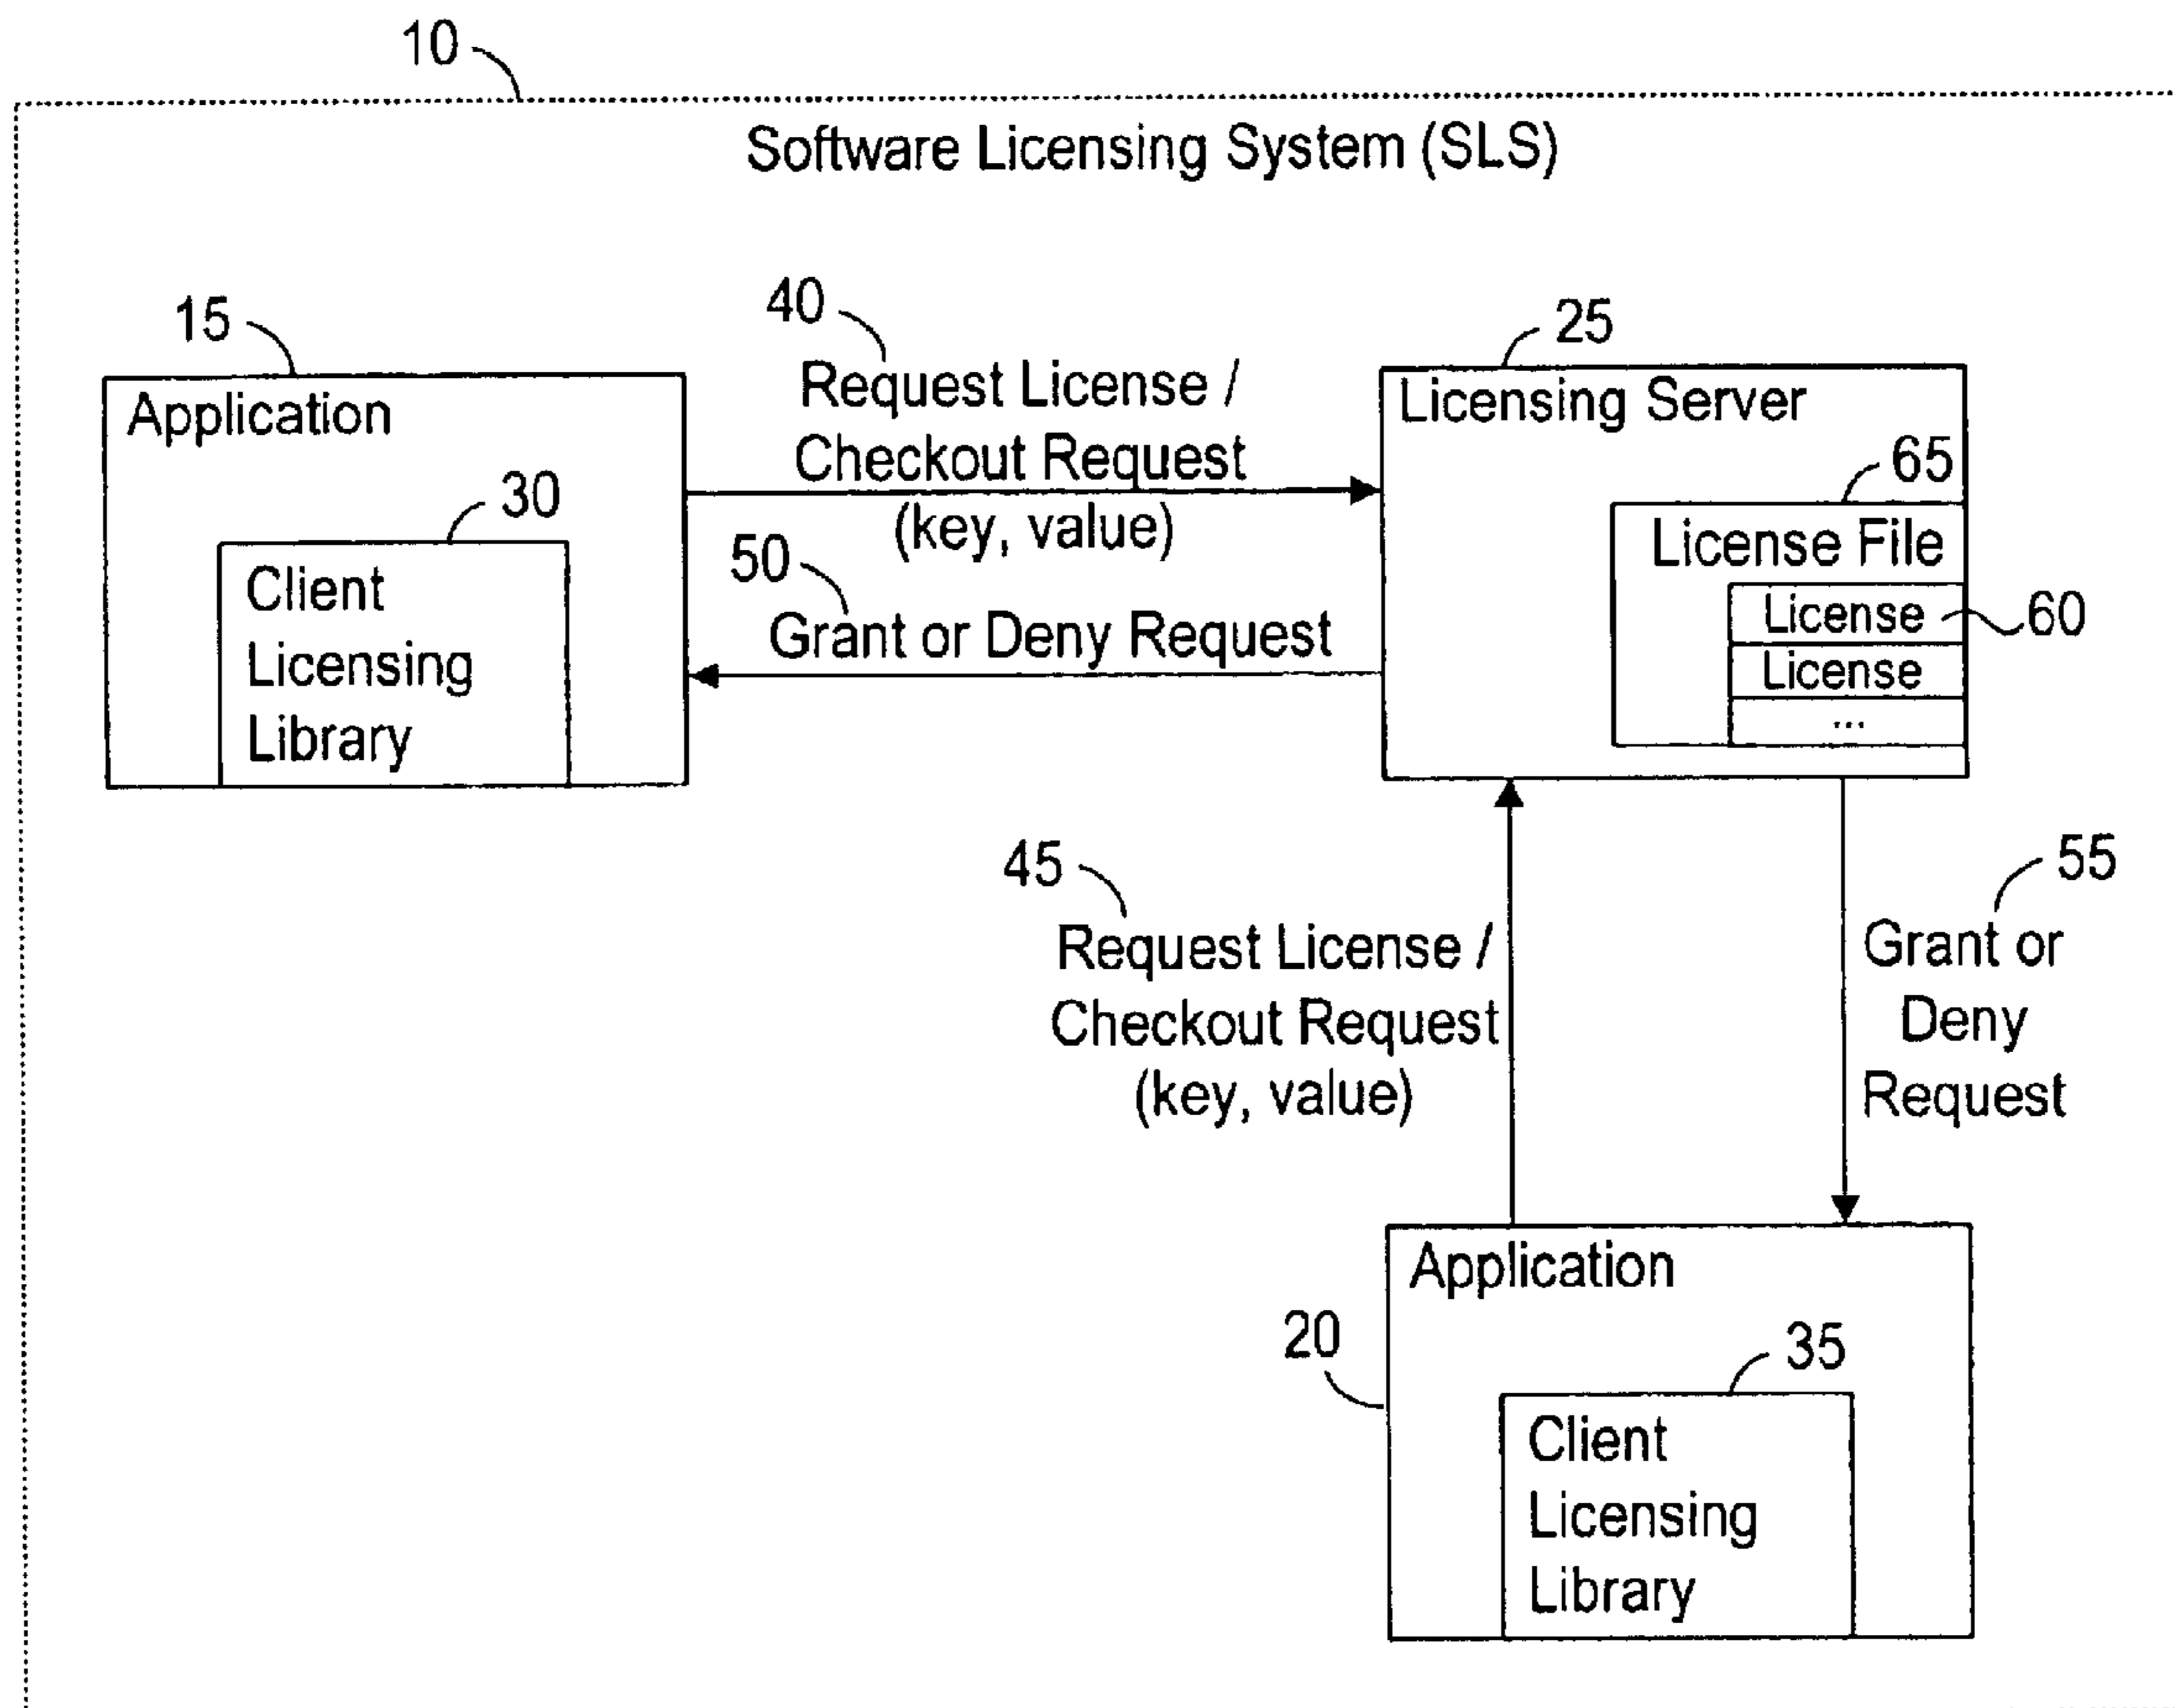 10
Software Licensing System (SLS)
15
Application
30
Client
Licensing
Library
40
Request License /
Checkout Request
(key, value)
50
Grant or Deny Request
25
Licensing Server
65
License File
License
60
License
...
45
Request License /
Checkout Request
(key, value)
55
Grant or
Deny
Request
20
Application
35
Client
Licensing
Library